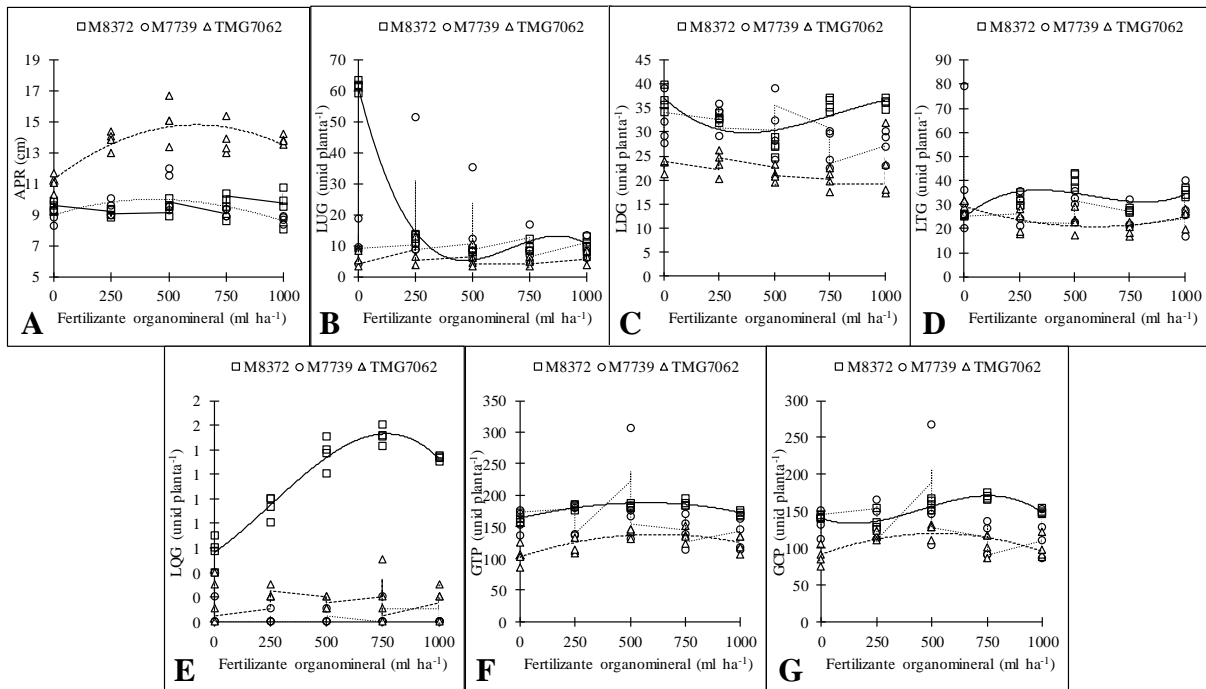 □M8372 ○M7739 △TMG7062
19
17
15
13
11
9
7
5
APR (cm)
0 250 500 750 1000
Fertilizante organomineral (ml ha-1)
A
□M8372 ○M7739 △TMG7062
70
60
50
40
30
20
10
0
LUG (unid planta-1)
0 250 500 750 1000
Fertilizante organomineral (ml ha-1)
B
□M8372 ○M7739 △TMG7062
45
40
35
30
25
20
15
10
5
0
LDG (unid planta-1)
0 250 500 750 1000
Fertilizante organomineral (ml ha-1)
C
□M8372 ○M7739 △TMG7062
90
80
70
60
50
40
30
20
10
0
LTG (unid planta-1)
0 250 500 750 1000
Fertilizante organomineral (ml ha-1)
D
□M8372 ○M7739 △TMG7062
2
2
1
1
1
1
1
0
0
0
LQG (unid planta-1)
0 250 500 750 1000
Fertilizante organomineral (ml ha-1)
E
□M8372 ○M7739 △TMG7062
350
300
250
200
150
100
50
0
GTP (unid planta-1)
0 250 500 750 1000
Fertilizante organomineral (ml ha-1)
F
□M8372 ○M7739 △TMG7062
300
250
200
150
100
50
0
GCP (unid planta-1)
0 250 500 750 1000
Fertilizante organomineral (ml ha-1)
G